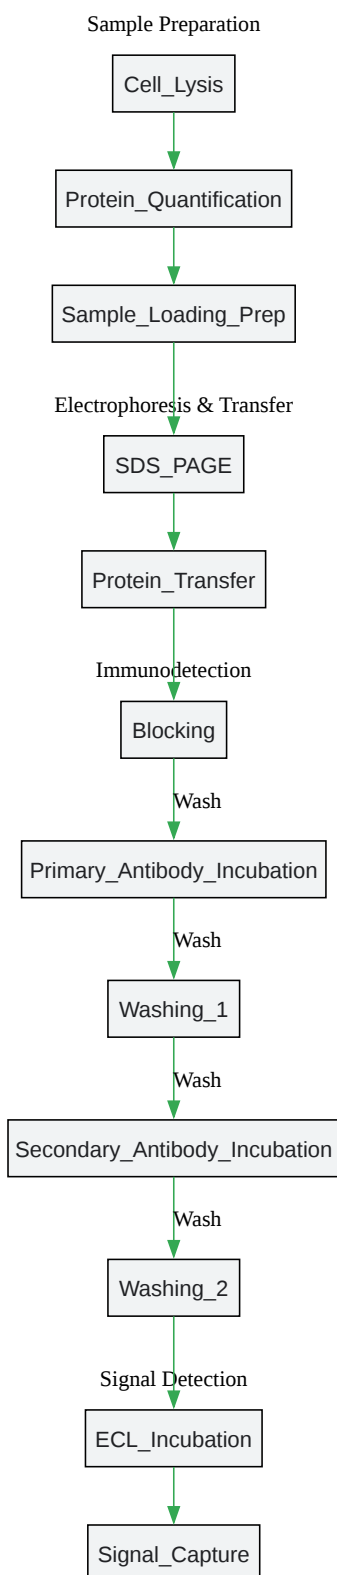 Sample Preparation
Cell_Lysis
Protein_Quantification
Sample_Loading_Prep
Electrophoresis & Transfer
SDS_PAGE
Protein_Transfer
Immunodetection
Blocking
Wash
Primary_Antibody_Incubation
Wash
Washing_1
Wash
Secondary_Antibody_Incubation
Wash
Washing_2
Signal Detection
ECL_Incubation
Signal_Capture